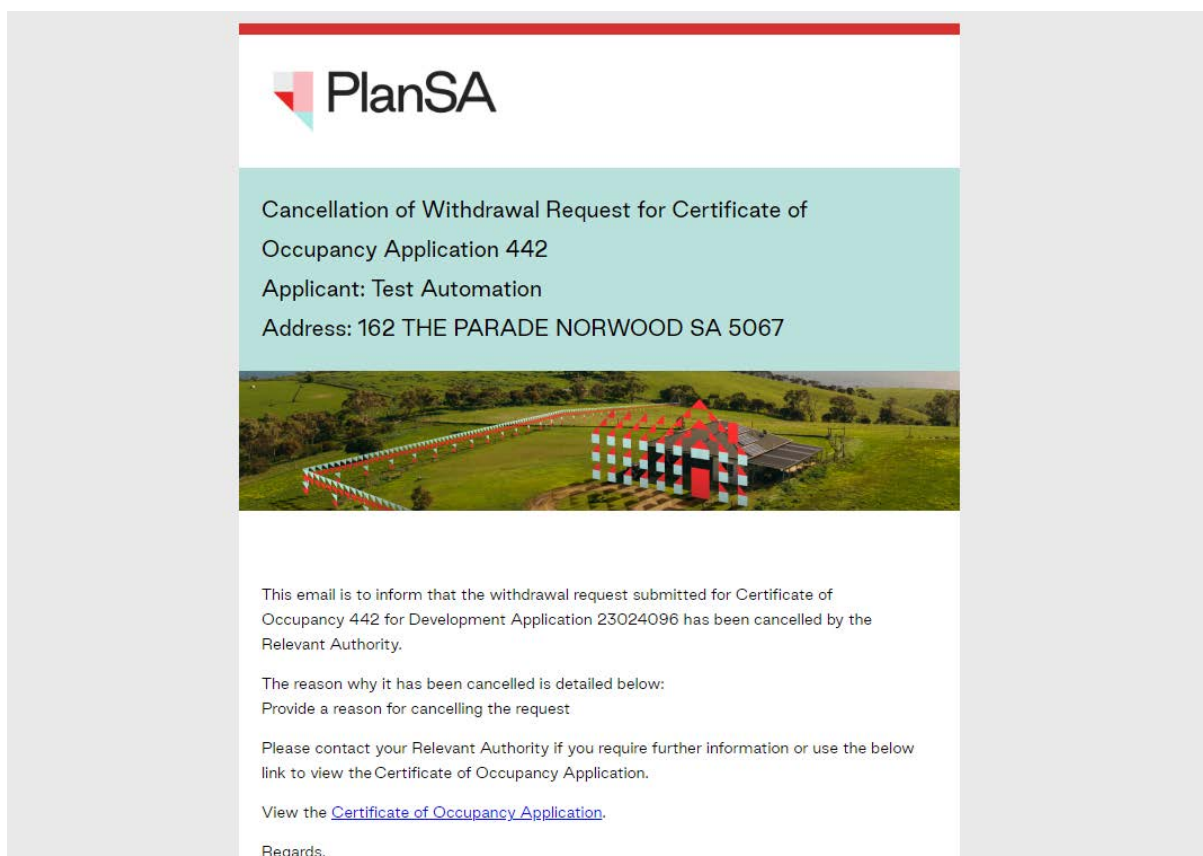 PlanSA
Cancellation of Withdrawal Request for Certificate of
Occupancy Application 442
Applicant: Test Automation
Address: 162 THE PARADE NORWOOD SA 5067
This email is to inform that the withdrawal request submitted for Certificate of
Occupancy 442 for Development Application 23024096 has been cancelled by the
Relevant Authority.
The reason why it has been cancelled is detailed below:
Provide a reason for cancelling the request
Please contact your Relevant Authority if you require further information or use the below
link to view the Certificate of Occupancy Application.
View the Certificate of Occupancy Application.
Regards,